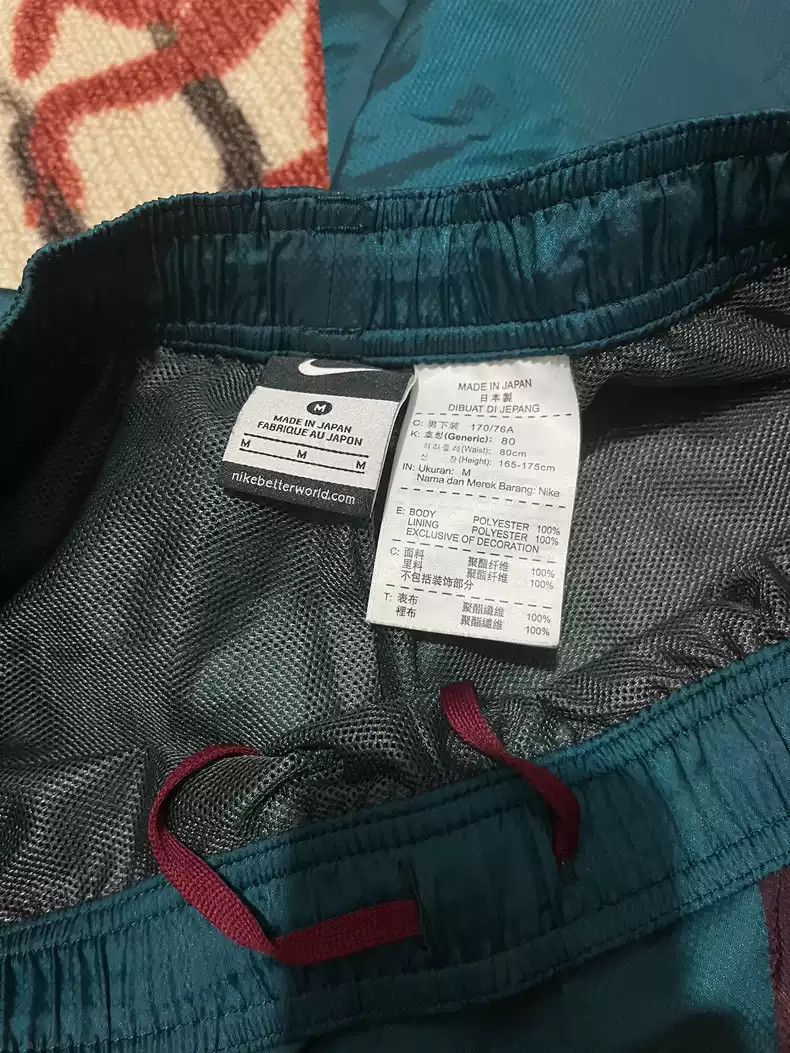 M
MADE IN JAPAN
FABRIQUE AU JAPON
M M M
nikebetterworld.com
MADE IN JAPAN
日本製
DIBUAT DI JEPANG
C: 男下装 170/76A
K: 호칭(Generic): 80
허리둘레(Waist): 80cm
신 장(Height): 165-175cm
IN: Ukuran: M
Nama dan Merek Barang: Nike
E: BODY POLYESTER 100%
LINING POLYESTER 100%
EXCLUSIVE OF DECORATION
C: 面料 聚酯纤维 100%
里料 聚酯纤维 100%
不包括装饰部分
T: 表布 聚酯纖維 100%
裡布 聚酯纖維 100%